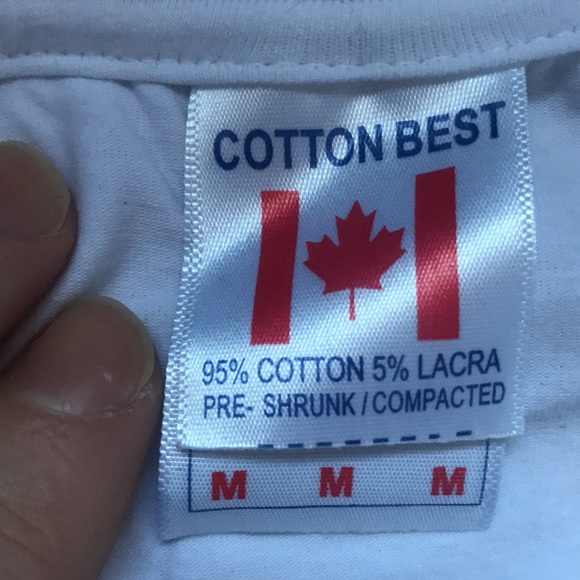 COTTON BEST
95% COTTON 5% LACRA
PRE- SHRUNK / COMPACTED
M M M